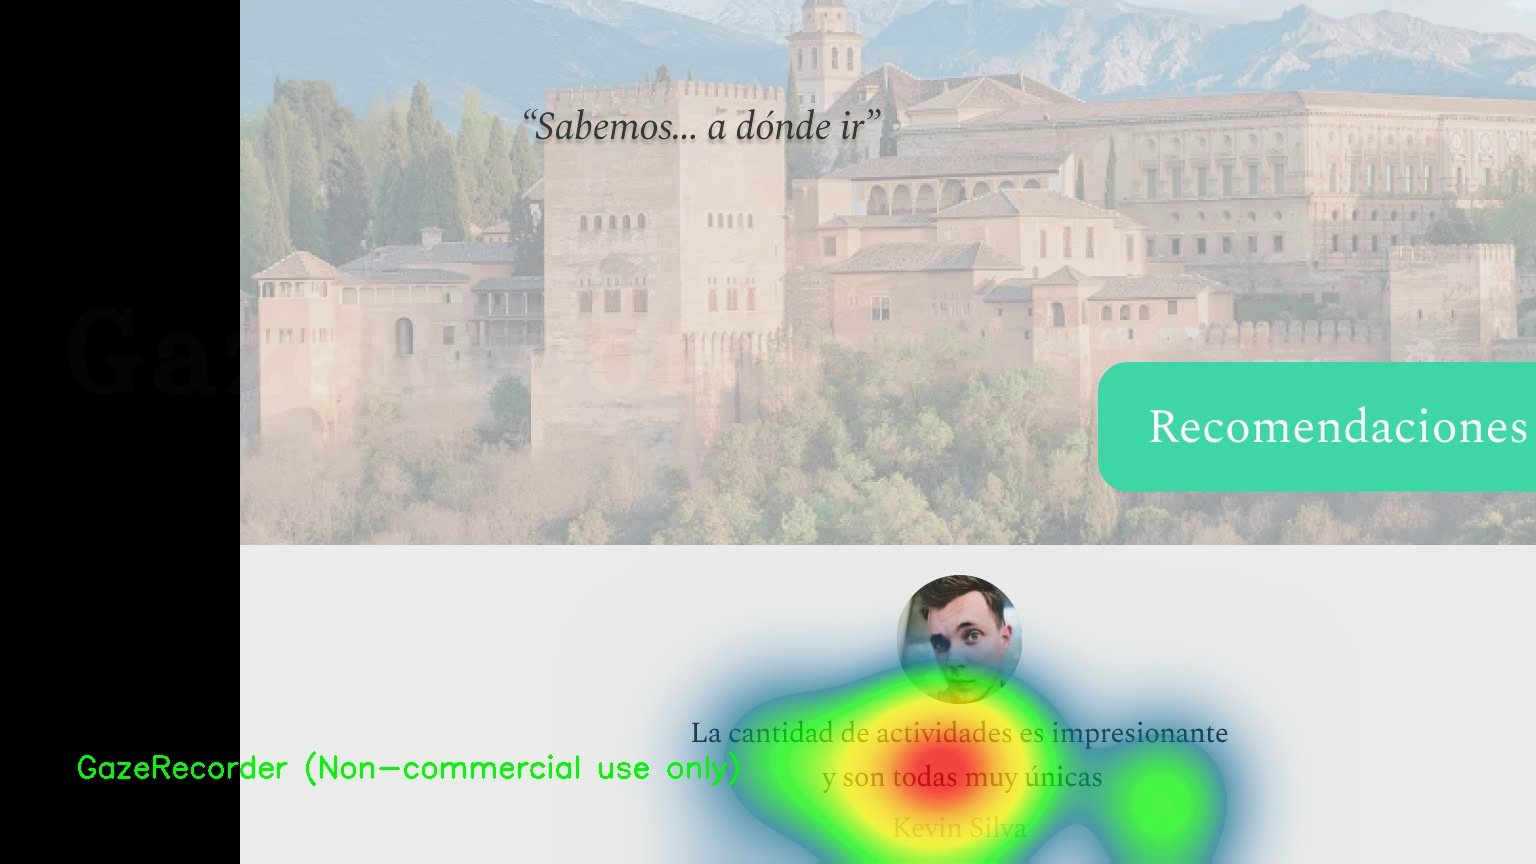 “Sabemos... a dónde ir”
GazeRecor
Recomendaciones
La cantidad de actividades es impresionante
y son todas muy únicas
GazeRecorder (Non-commercial use only)
Kevin Silva